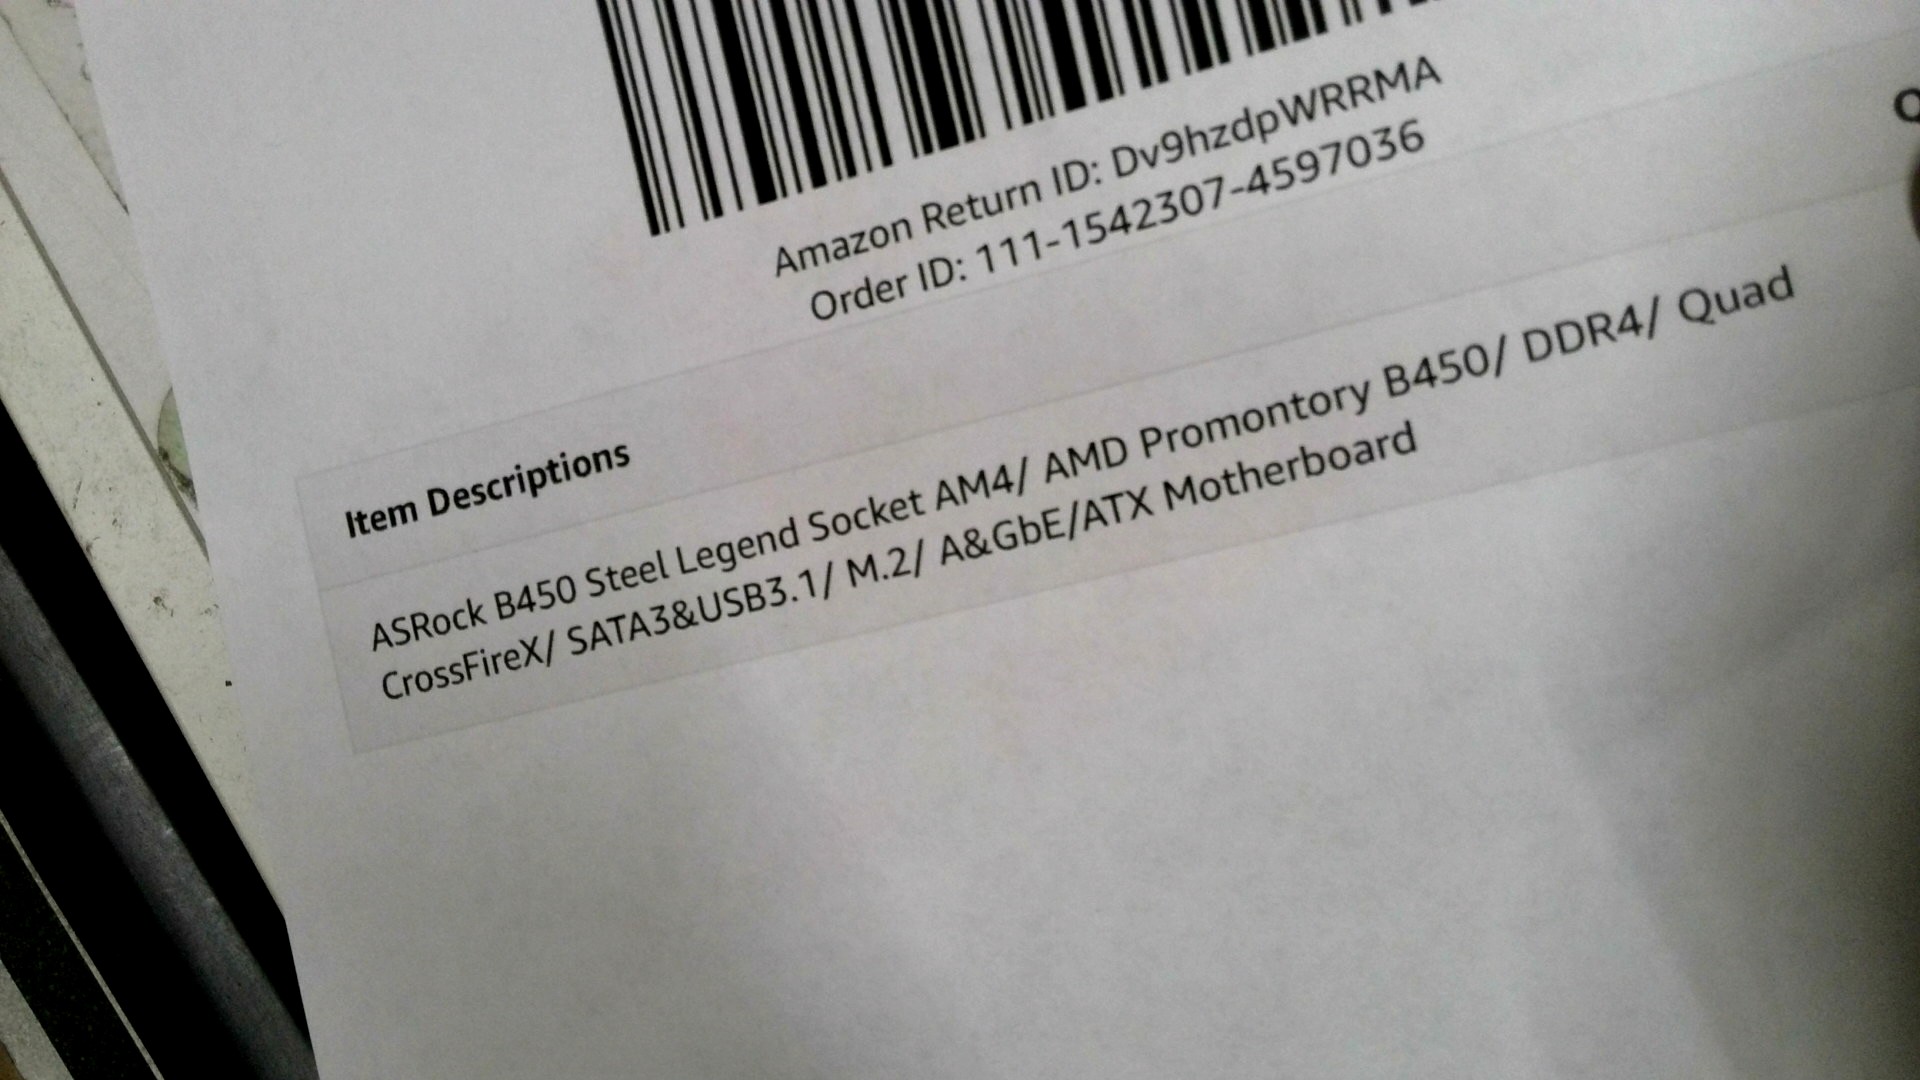 Amazon Return ID: Dv9hzdpWRRMA
Order ID: 111-1542307-4597036
Item Descriptions
ASRock B450 Steel Legend Socket AM4/ AMD Promontory B450/ DDR4/ Quad
CrossFireX/ SATA3&USB3.1/ M.2/ A&GbE/ATX Motherboard